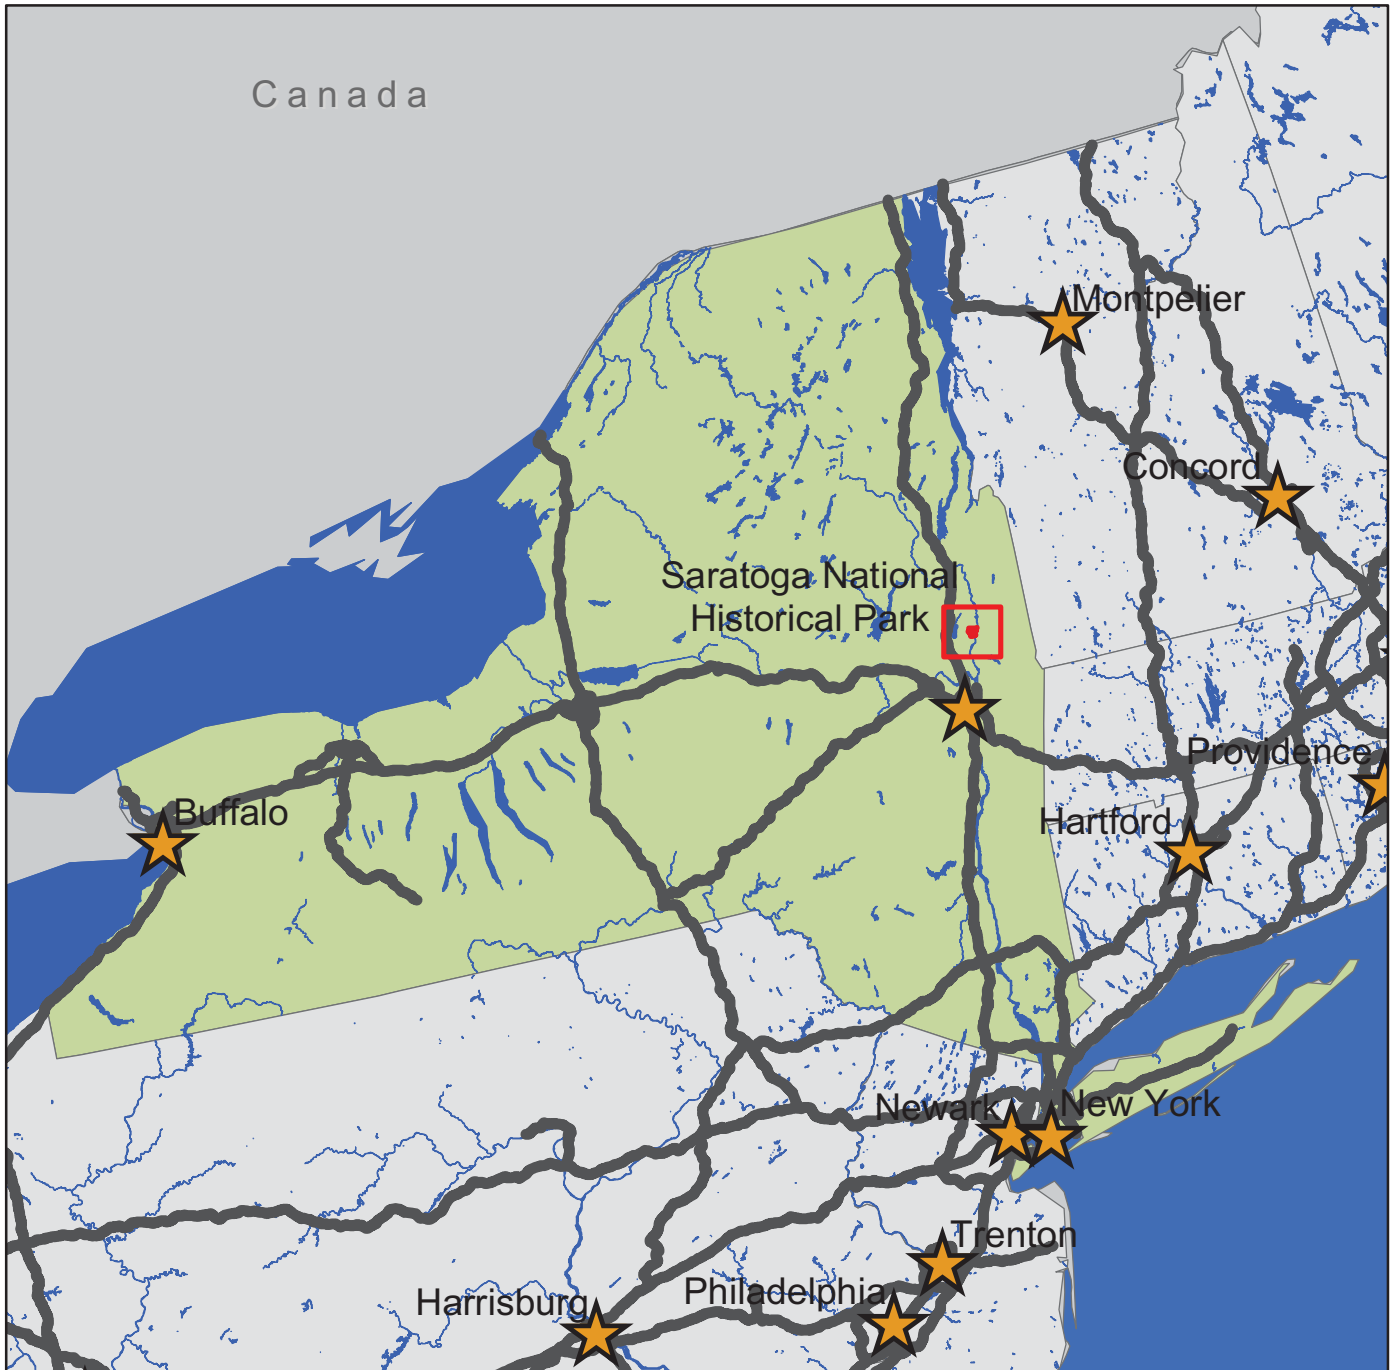 Canada
Montpelier
Concord
Saratoga National
Historical Park
Providence
Buffalo
Hartford
Newark
New York
Trenton
Philadelphia
Harrisburg